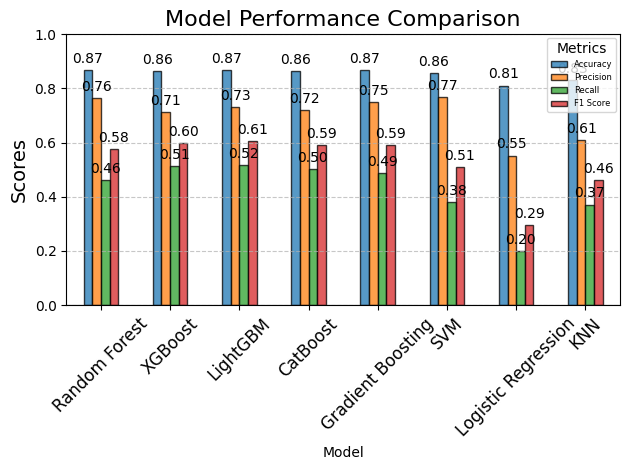 Model Performance Comparison
Metrics
Accuracy
Precision
Recall
F1 Score
Scores
1.0
0.8
0.6
0.4
0.2
0.0
0.87 0.76 0.46 0.58
0.86 0.71 0.51 0.60
0.87 0.73 0.52 0.61
0.86 0.72 0.50 0.59
0.87 0.75 0.49 0.59
0.86 0.77 0.38 0.51
0.81 0.55 0.20 0.29
0.61 0.37 0.46
Random Forest
XGBoost
LightGBM
CatBoost
Gradient Boosting
SVM
Logistic Regression
KNN
Model